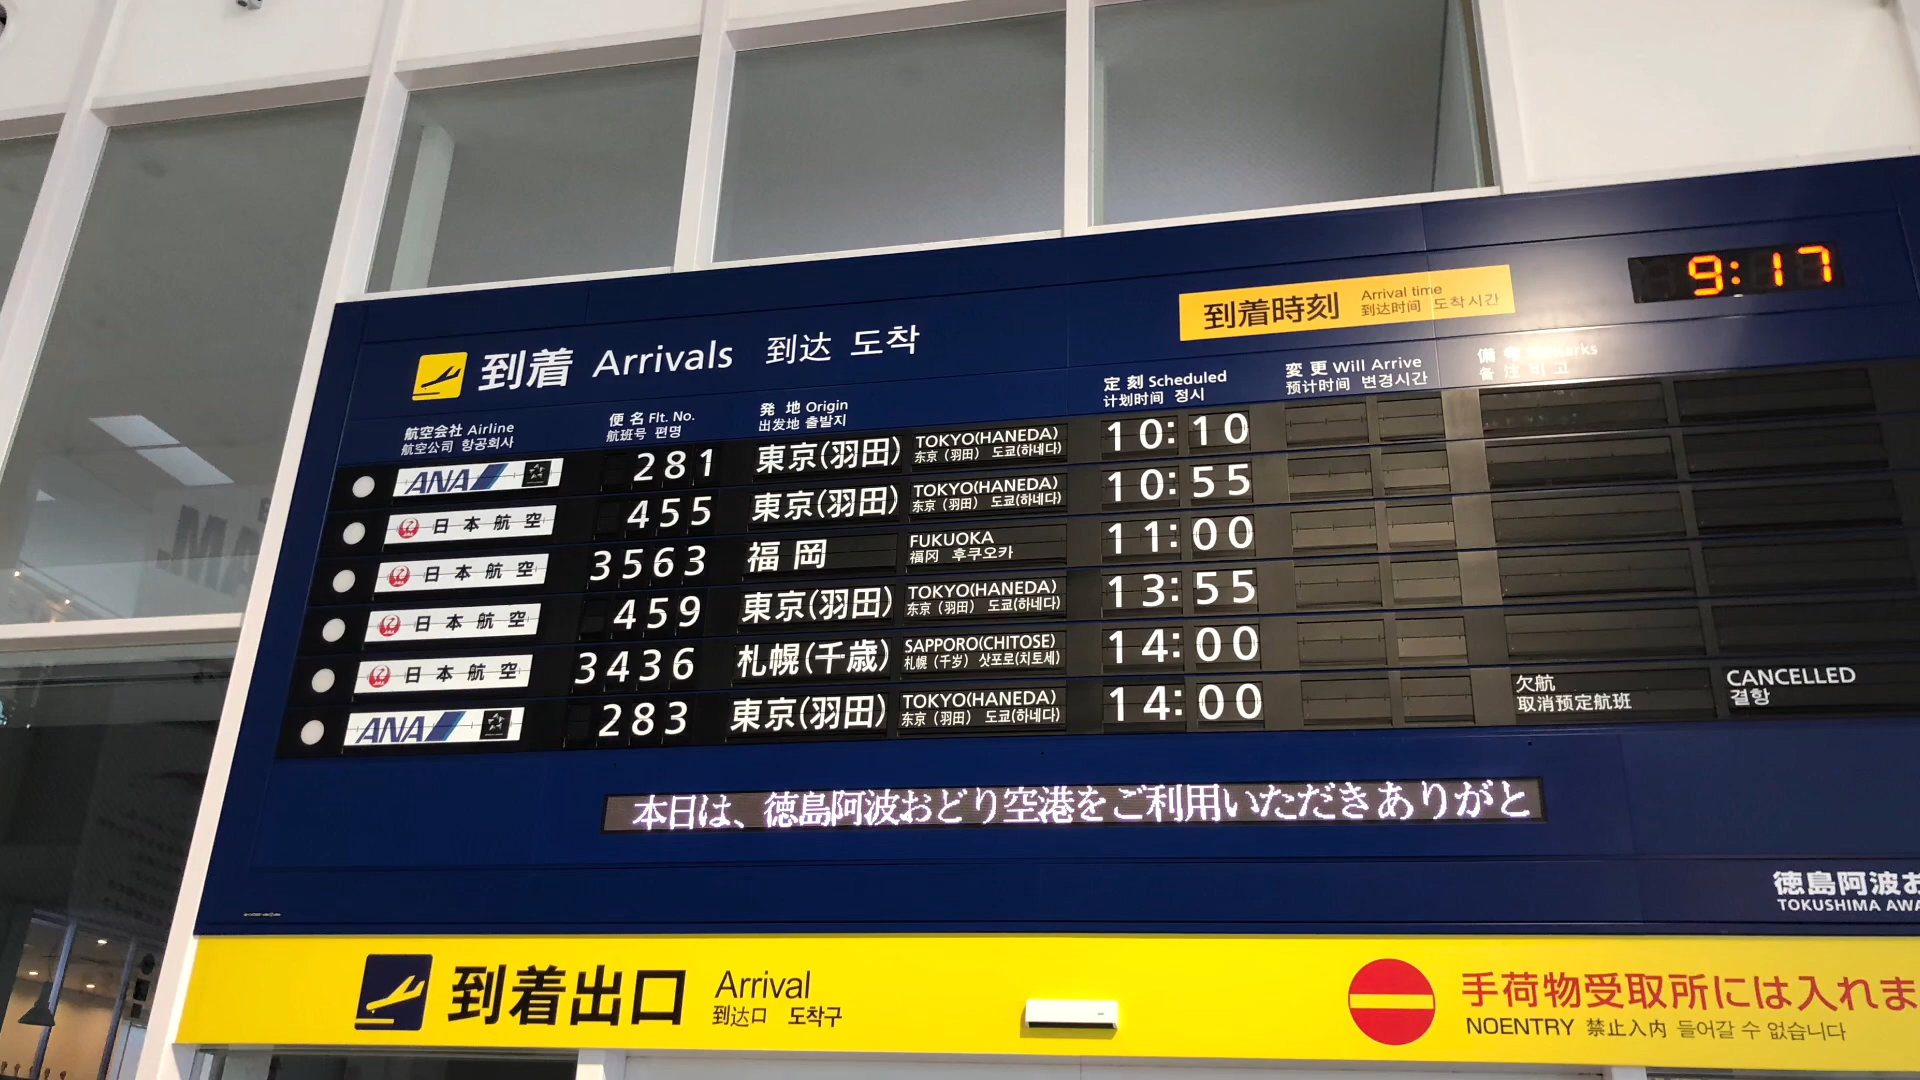 到着 Arrivals 到达 도착
到着時刻 Arrival time 到达时间 도착시간
9:17
航空会社 Airline 航空公司 항공회사
便名 Flt. No. 航班号 편명
発地 Origin 出发地 출발지
定刻 Scheduled 计划时间 정시
変更 Will Arrive 预计时间 변경시간
備考 Remarks 备注 비고
ANA 281 東京(羽田) TOKYO(HANEDA) 东京（羽田） 도쿄(하네다) 10:10
日本航空 455 東京(羽田) TOKYO(HANEDA) 东京（羽田） 도쿄(하네다) 10:55
日本航空 3563 福岡 FUKUOKA 福冈 후쿠오카 11:00
日本航空 459 東京(羽田) TOKYO(HANEDA) 东京（羽田） 도쿄(하네다) 13:55
日本航空 3436 札幌(千歳) SAPPORO(CHITOSE) 札幌（千岁） 삿포로(치토세) 14:00
ANA 283 東京(羽田) TOKYO(HANEDA) 东京（羽田） 도쿄(하네다) 14:00 欠航 取消预定航班 CANCELLED 결항
本日は、徳島阿波おどり空港をご利用いただきありがと
徳島阿波お
TOKUSHIMA AWA
到着出口 Arrival 到达口 도착구
手荷物受取所には入れま
NOENTRY 禁止入内 들어갈 수 없습니다